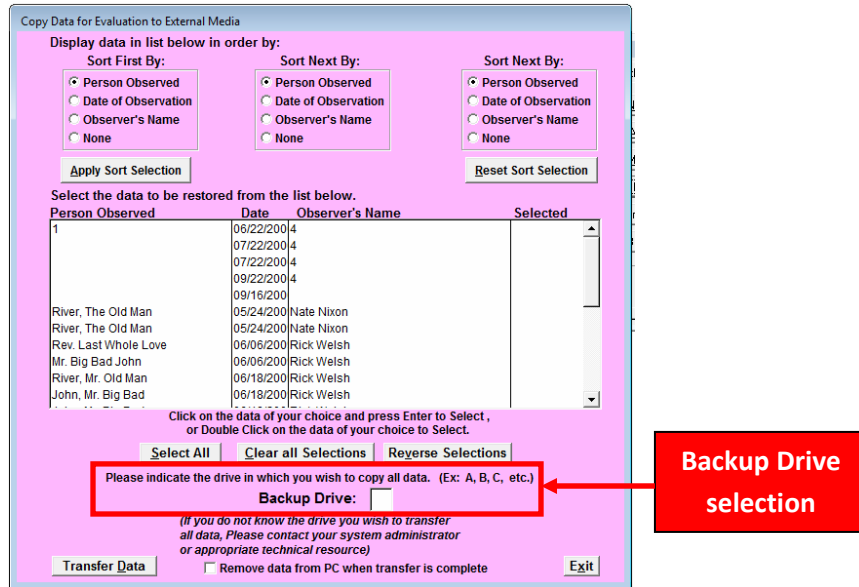 Copy Data for Evaluation to External Media
Display data in list below in order by:
Sort First By: Sort Next By: Sort Next By:
Person Observed Person Observed Person Observed
Date of Observation Date of Observation Date of Observation
Observer's Name Observer's Name Observer's Name
None None None
Apply Sort Selection Reset Sort Selection
Select the data to be restored from the list below.
Person Observed Date Observer's Name Selected
1 06/22/200 4
07/22/200 4
07/22/200 4
09/22/200 4
09/16/200
River, The Old Man 05/24/200 Nate Nixon
River, The Old Man 05/24/200 Nate Nixon
Rev. Last Whole Love 06/06/200 Rick Welsh
Mr. Big Bad John 06/06/200 Rick Welsh
River, Mr. Old Man 06/18/200 Rick Welsh
John, Mr. Big Bad 06/18/200 Rick Welsh
Click on the data of your choice and press Enter to Select ,
or Double Click on the data of your choice to Select.
Select All Clear all Selections Reverse Selections
Please indicate the drive in which you wish to copy all data. (Ex: A, B, C, etc.)
Backup Drive:
Backup Drive
selection
(If you do not know the drive you wish to transfer
all data, Please contact your system administrator
or appropriate technical resource)
Transfer Data Remove data from PC when transfer is complete Exit